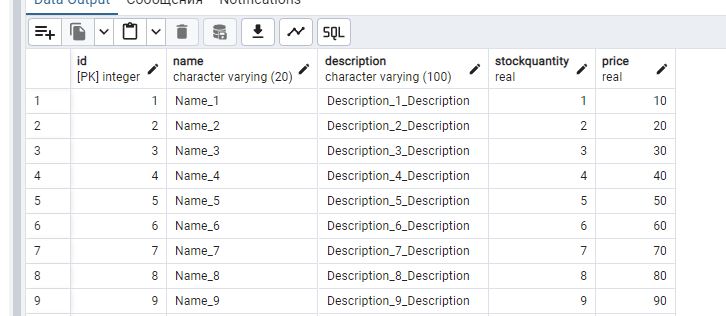 Data Output Сообщения Notifications
SQL
id name description stockquantity price
[PK] integer character varying (20) character varying (100) real real
1 1 Name_1 Description_1_Description 1 10
2 2 Name_2 Description_2_Description 2 20
3 3 Name_3 Description_3_Description 3 30
4 4 Name_4 Description_4_Description 4 40
5 5 Name_5 Description_5_Description 5 50
6 6 Name_6 Description_6_Description 6 60
7 7 Name_7 Description_7_Description 7 70
8 8 Name_8 Description_8_Description 8 80
9 9 Name_9 Description_9_Description 9 90